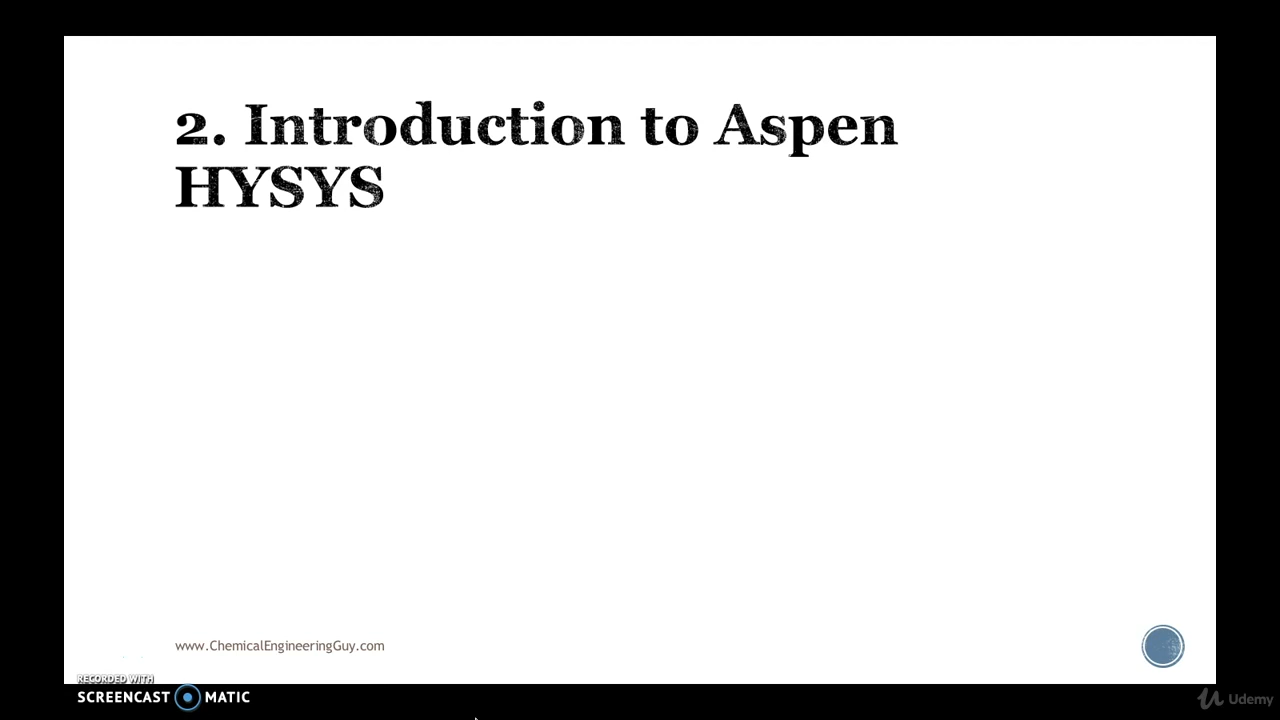 2. Introduction to Aspen
HYSYS
www.ChemicalEngineeringGuy.com
RECORDED WITH
SCREENCAST MATIC
Udemy